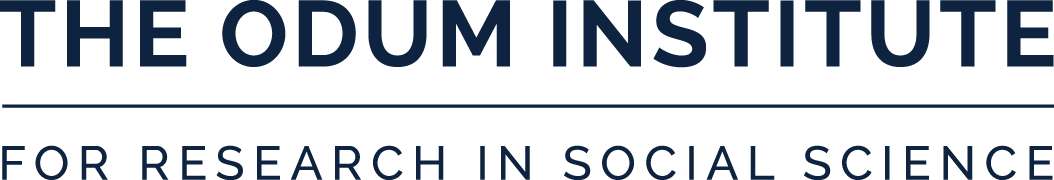 THE ODUM INSTITUTE
FOR RESEARCH IN SOCIAL SCIENCE